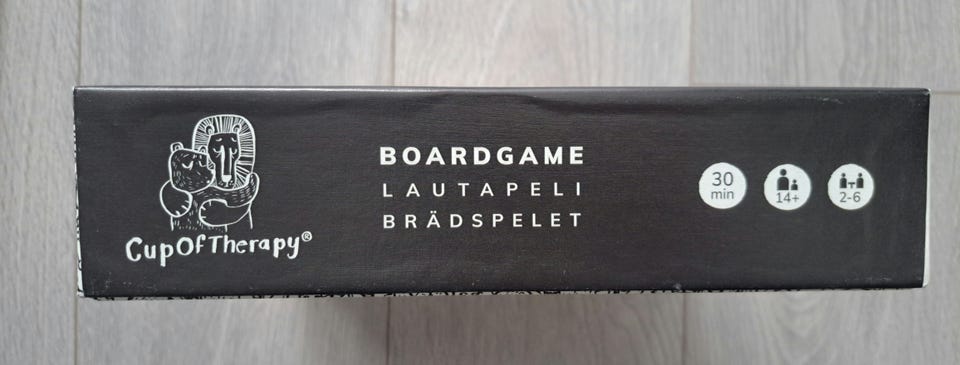 CupOfTherapy®
BOARDGAME
LAUTAPELI
BRÄDSPELET
30
min
14+
2-6